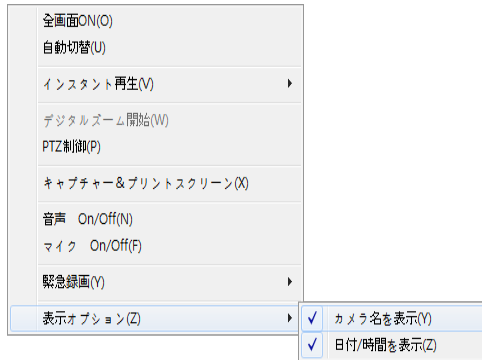 全画面ON(O)
自動切替(U)
インスタント再生(V)
デジタルズーム開始(W)
PTZ制御(P)
キャプチャー＆プリントスクリーン(X)
音声　On/Off(N)
マイク　On/Off(F)
緊急録画(Y)
表示オプション(Z)
カメラ名を表示(Y)
日付/時間を表示(Z)